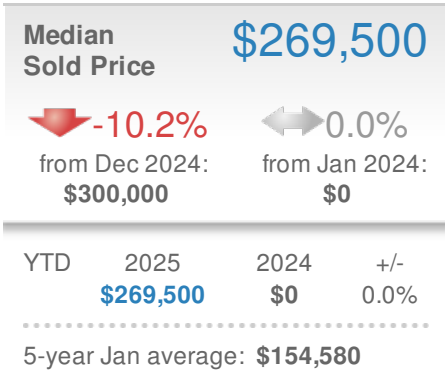 Median
Sold Price
$269,500
-10.2%
from Dec 2024:
$300,000
0.0%
from Jan 2024:
$0
YTD 2025 2024 +/-
$269,500 $0 0.0%
5-year Jan average: $154,580